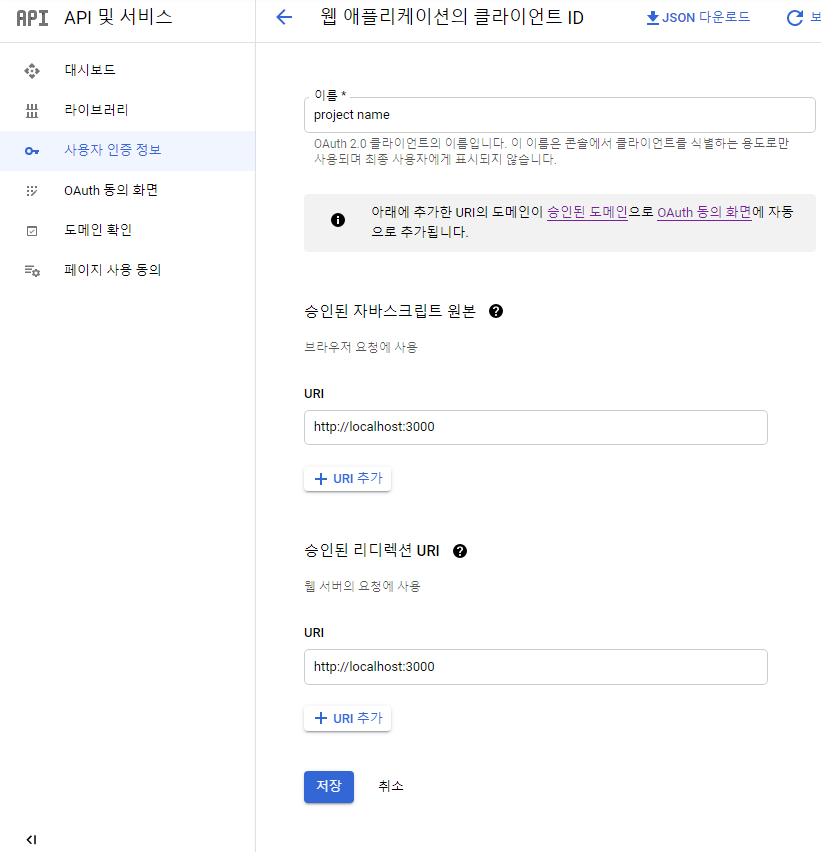 API API 및 서비스
웹 애플리케이션의 클라이언트 ID
JSON 다운로드
대시보드
라이브러리
사용자 인증 정보
OAuth 동의 화면
도메인 확인
페이지 사용 동의
이름 *
project name
OAuth 2.0 클라이언트의 이름입니다. 이 이름은 콘솔에서 클라이언트를 식별하는 용도로만
사용되며 최종 사용자에게 표시되지 않습니다.
아래에 추가한 URI의 도메인이 승인된 도메인으로 OAuth 동의 화면에 자동
으로 추가됩니다.
승인된 자바스크립트 원본
브라우저 요청에 사용
URI
http://localhost:3000
URI 추가
승인된 리디렉션 URI
웹 서버의 요청에 사용
URI
http://localhost:3000
URI 추가
저장
취소